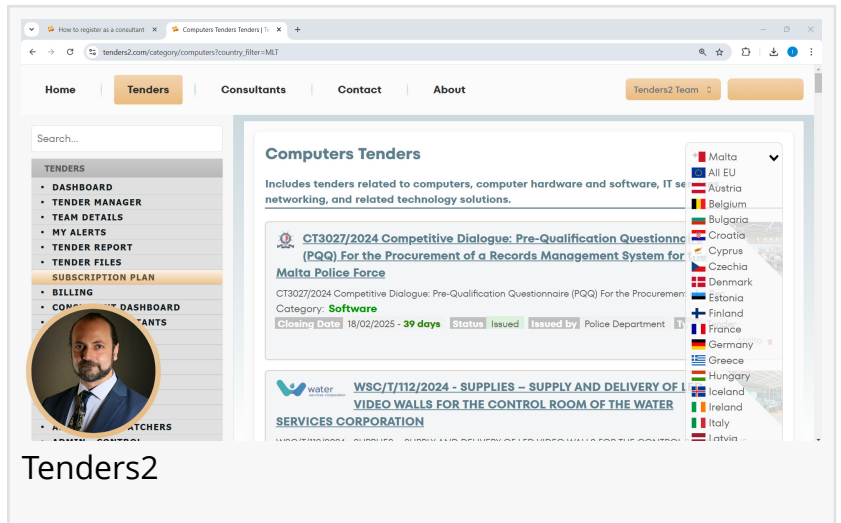 How to register as a consultant
Computers Tenders Tenders | Te
tenders2.com/category/computers?country_filter=MLT
Home
Tenders
Consultants
Contact
About
Tenders2 Team
Search...
TENDERS
• DASHBOARD
• TENDER MANAGER
• TEAM DETAILS
• MY ALERTS
• TENDER REPORT
• TENDER FILES
SUBSCRIPTION PLAN
• BILLING
DASHBOARD
Computers Tenders
Includes tenders related to computers, computer hardware and software, IT se
networking, and related technology solutions.
CT3027/2024 Competitive Dialogue: Pre-Qualification Questionnc
(PQQ) For the Procurement of a Records Management System for
Malta Police Force
CT3027/2024 Competitive Dialogue: Pre-Qualification Questionnaire (PQQ) For the Procuremen
Category: Software
Closing Date 18/02/2025 - 39 days Status Issued Issued by Police Department
water
services corporation
WSC/T/112/2024 - SUPPLIES – SUPPLY AND DELIVERY OF L
VIDEO WALLS FOR THE CONTROL ROOM OF THE WATER
SERVICES CORPORATION
Malta
All EU
Austria
Belgium
Bulgaria
Croatia
Cyprus
Czechia
Denmark
Estonia
Finland
France
Germany
Greece
Hungary
Iceland
Ireland
Italy
Latvia
Tenders2